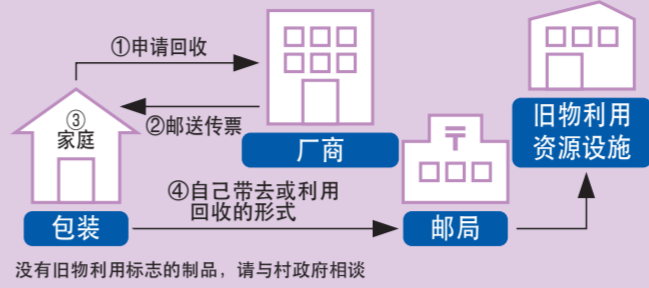 ①申请回收
②邮送传票
③
家庭
厂商
〒
旧物利用
资源设施
④自己带去或利用
回收的形式
包装
邮局
没有旧物利用标志的制品，请与村政府相谈